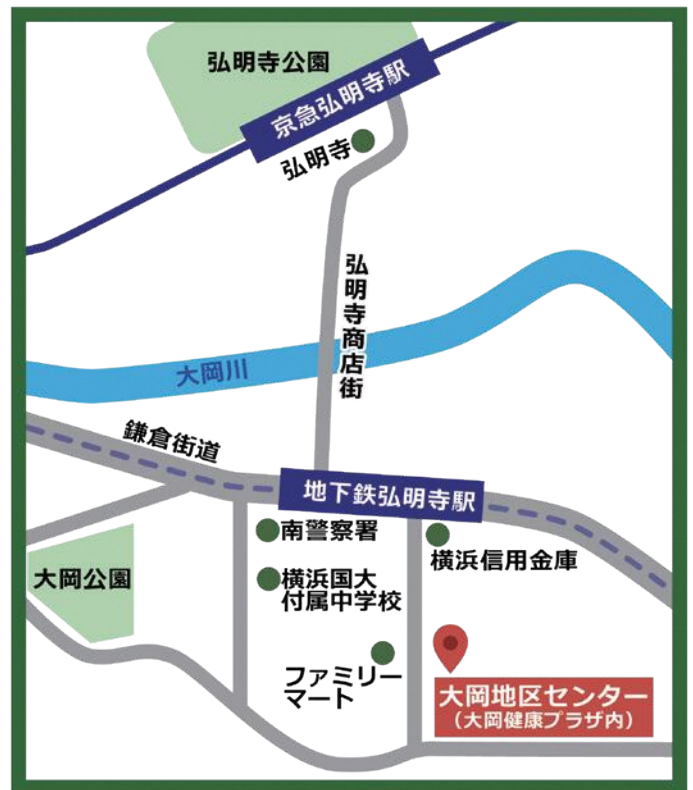 弘明寺公園
京急弘明寺駅
弘明寺
弘明寺商店街
大岡川
鎌倉街道
地下鉄弘明寺駅
南警察署
横浜信用金庫
大岡公園
横浜国大
付属中学校
ファミリー
マート
大岡地区センター
(大岡健康プラザ内)